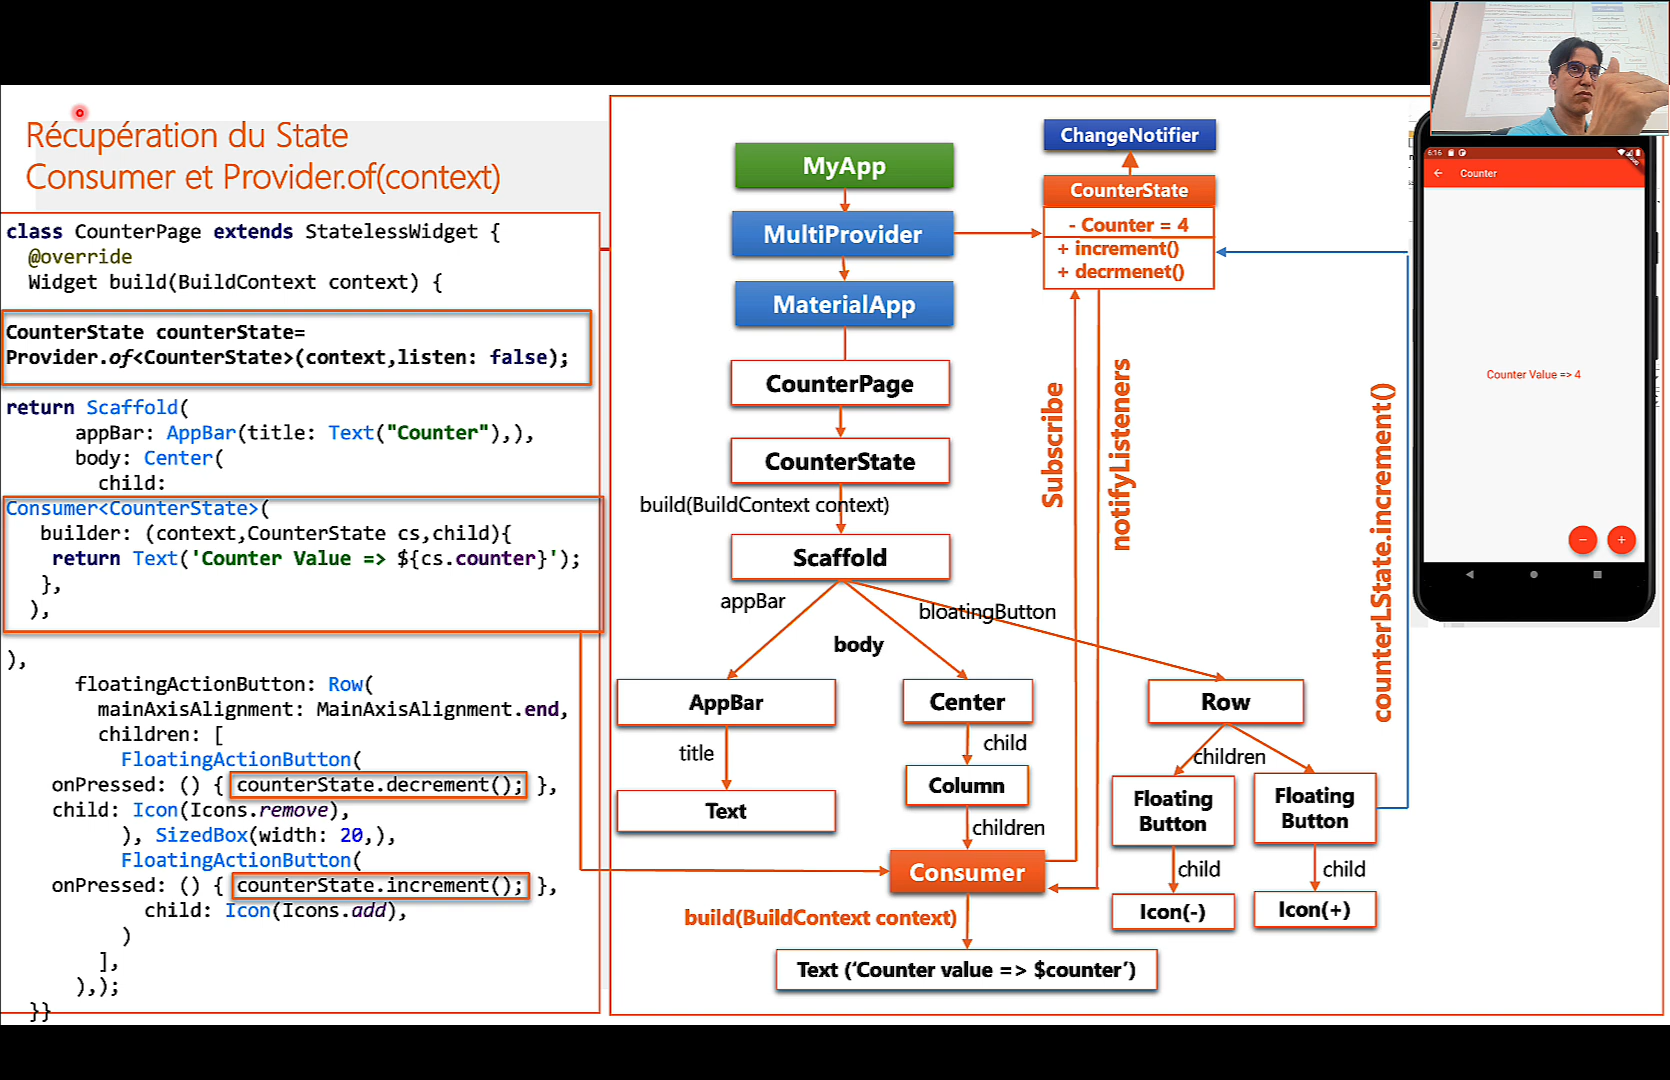 Récupération du State
Consumer et Provider.of(context)
class CounterPage extends StatelessWidget {
@override
Widget build(BuildContext context) {
CounterState counterState=
Provider.of<CounterState>(context,listen: false);
return Scaffold(
appBar: AppBar(title: Text("Counter"),),
body: Center(
child:
Consumer<CounterState>(
builder: (context,CounterState cs,child){
return Text('Counter Value => ${cs.counter}');
},
),
),
floatingActionButton: Row(
mainAxisAlignment: MainAxisAlignment.end,
children: [
FloatingActionButton(
onPressed: () { counterState.decrement(); },
child: Icon(Icons.remove),
), SizedBox(width: 20,),
FloatingActionButton(
onPressed: () { counterState.increment(); },
child: Icon(Icons.add),
)
],
),);
}}
MyApp
MultiProvider
MaterialApp
CounterPage
CounterState
build(BuildContext context)
Scaffold
appBar
body
bloatingButton
AppBar
title
Text
Center
child
Column
children
Consumer
build(BuildContext context)
Text (‘Counter value => $counter’)
Row
children
Floating
Button
child
Icon(-)
Floating
Button
child
Icon(+)
ChangeNotifier
CounterState
- Counter = 4
+ increment()
+ decrmenet()
Subscribe
notifyListeners
counterLState.increment()
6:16
Counter
Counter Value => 4